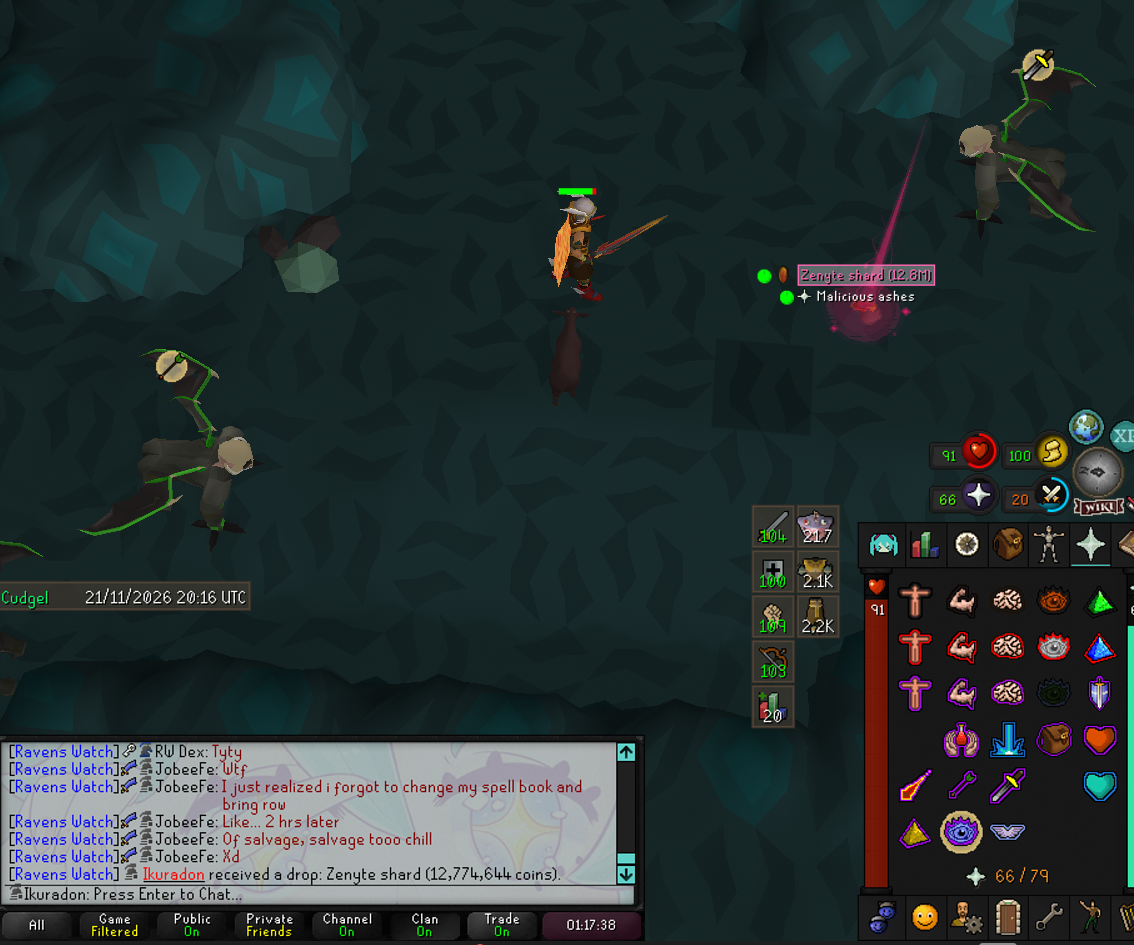 Zenyte shard (12.8M)
Malicious ashes
XP
91
100
66
20
WIKI
104
21.7
100
2.1K
109
2.2K
103
20
Cudgel 21/11/2026 20:16 UTC
91
[Ravens Watch] RW Dex: Tyty
[Ravens Watch] JobeeFe: Wtf
[Ravens Watch] JobeeFe: I just realized i forgot to change my spell book and
bring row
[Ravens Watch] JobeeFe: Like... 2 hrs later
[Ravens Watch] JobeeFe: Of salvage, salvage tooo chill
[Ravens Watch] JobeeFe: Xd
[Ravens Watch] Ikuradon received a drop: Zenyte shard (12,774,644 coins).
Ikuradon: Press Enter to Chat...
66 / 79
All
Game
Filtered
Public
On
Private
Friends
Channel
On
Clan
On
Trade
On
01:17:38